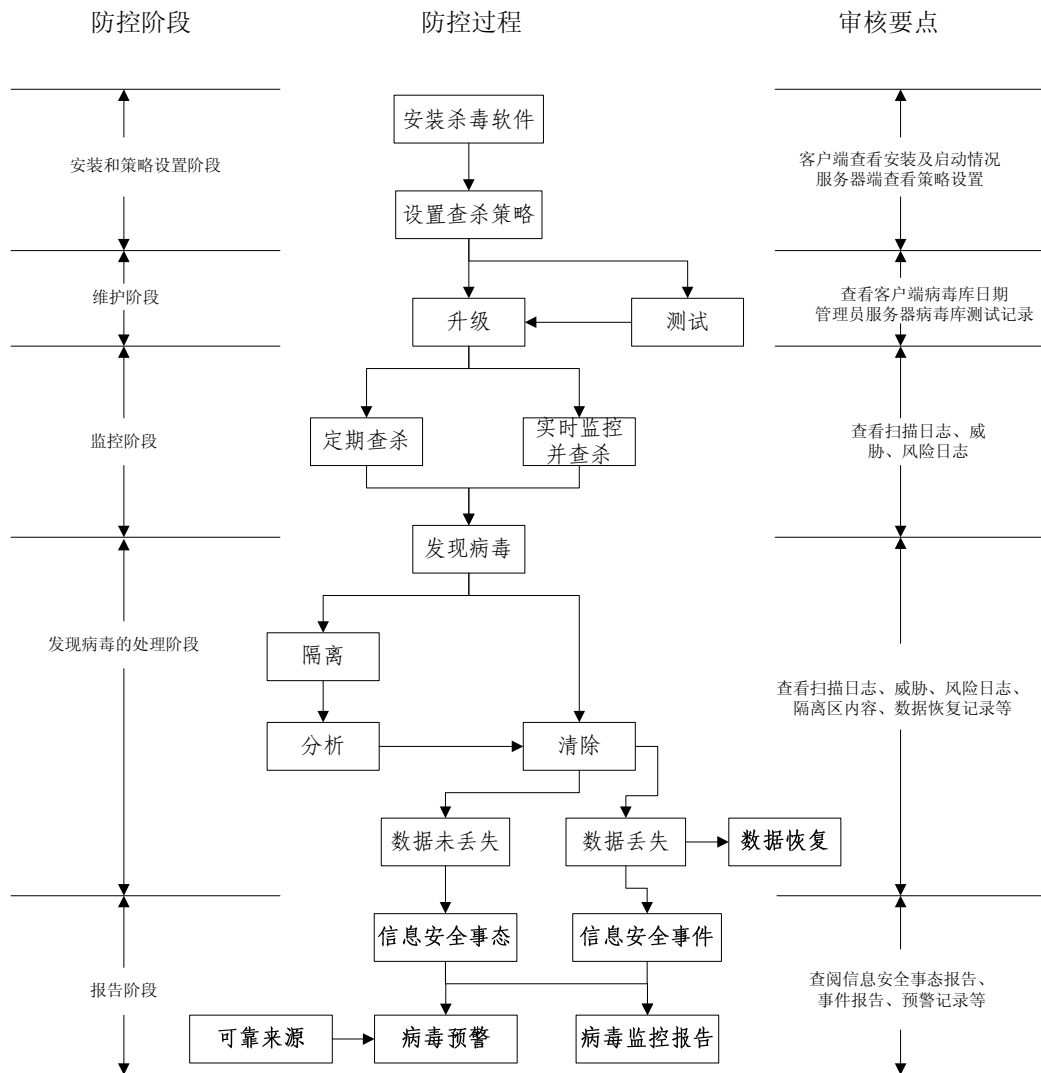 防控阶段
防控过程
审核要点
安装杀毒软件
安装和策略设置阶段
客户端查看安装及启动情况
服务器端查看策略设置
设置查杀策略
维护阶段
升级
测试
查看客户端病毒库日期
管理员服务器病毒库测试记录
监控阶段
定期查杀
实时监控
并查杀
查看扫描日志、威
胁、风险日志
发现病毒
发现病毒的处理阶段
隔离
查看扫描日志、威胁、风险日志、
隔离区内容、数据恢复记录等
分析
清除
数据未丢失
数据丢失
数据恢复
信息安全事态
信息安全事件
报告阶段
查阅信息安全事态报告、
事件报告、预警记录等
可靠来源
病毒预警
病毒监控报告